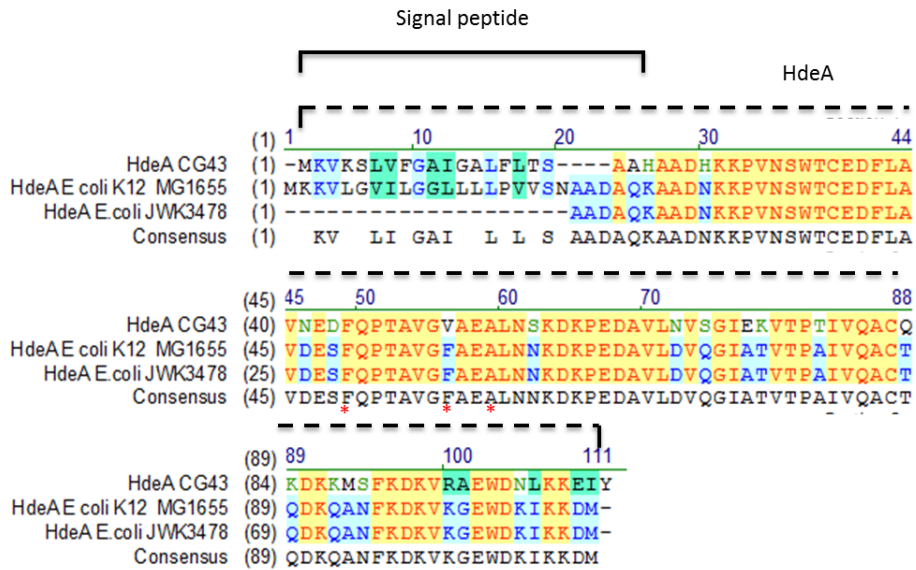 Signal peptide
HdeA
(1) 1 10 20 30 44
HdeA CG43 (1) -MKVKSLVFGAIGALFLTS----AAHAADHKKPVNSWTCEDFLA
HdeA E coli K12 MG1655 (1) MKKVLGVILGGLLLLPVVSNAADAQKAADNKKPVNSWTCEDFLA
HdeA E.coli JWK3478 (1) --------------------AADAQKAADNKKPVNSWTCEDFLA
Consensus (1) KV LI GAI L L S AADAQKAADNKKPVNSWTCEDFLA
(45) 45 50 60 70 88
HdeA CG43 (40) VNEDFQPTAVGVAEALNSKDKPEDAVLNVSGIEKVTPTIVQACQ
HdeA E coli K12 MG1655 (45) VDESFQPTAVGFAEALNNKDKPEDAVLDVQGIATVTPAIVQACT
HdeA E.coli JWK3478 (25) VDESFQPTAVGFAEALNNKDKPEDAVLDVQGIATVTPAIVQACT
Consensus (45) VDESFQPTAVGFAEALNNKDKPEDAVLDVQGIATVTPAIVQACT
* * *
(89) 89 100 111
HdeA CG43 (84) KDKKMSFKDKVRAEWDNLKKEIY
HdeA E coli K12 MG1655 (89) QDKQANFKDKVKGEWDKIKKDM-
HdeA E.coli JWK3478 (69) QDKQANFKDKVKGEWDKIKKDM-
Consensus (89) QDKQANFKDKVKGEWDKIKKDM